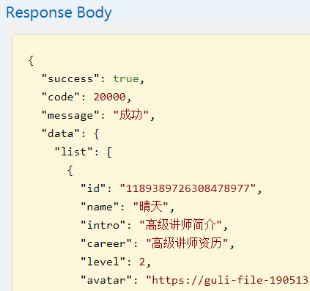 Response Body
{
"success": true,
"code": 20000,
"message": "成功",
"data": {
"list": [
{
"id": "1189389726308478977",
"name": "晴天",
"intro": "高级讲师简介",
"career": "高级讲师资历",
"level": 2,
"avatar": "https://guli-file-190513